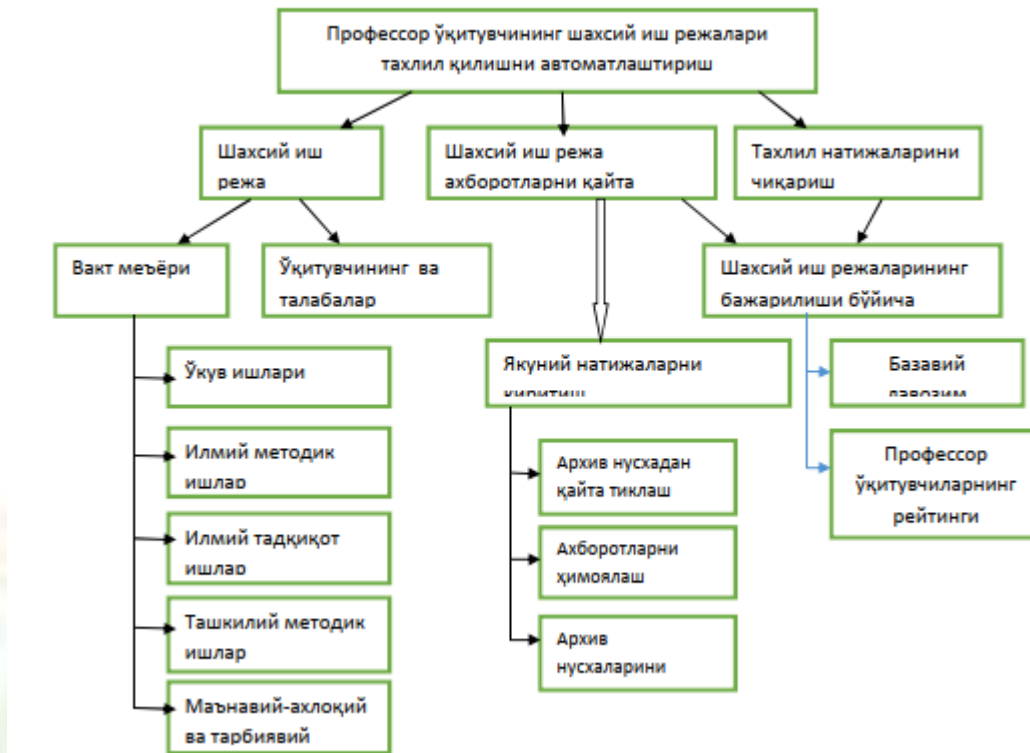 Профессор ўқитувчининг шахсий иш режалари
тахлил қилишни автоматлаштириш
Шахсий иш
режа
Шахсий иш режа
ахборотларни қайта
Тахлил натижаларини
чиқариш
Вакт меъёри
Ўқитувчининг ва
талабалар
Шахсий иш режаларининг
бажарилиши бўйича
Ўкув ишлари
Илмий методик
ишлар
Илмий тадқиқот
ишлар
Ташкилий методик
ишлар
Маънавий-ахлоқий
ва тарбиявий
Якуний натижаларни
киритиш
Архив нусхадан
қайта тиклаш
Ахборотларни
ҳимоялаш
Архив
нусхаларини
Базавий
лавозим
Профессор
ўқитувчиларнинг
рейтинги